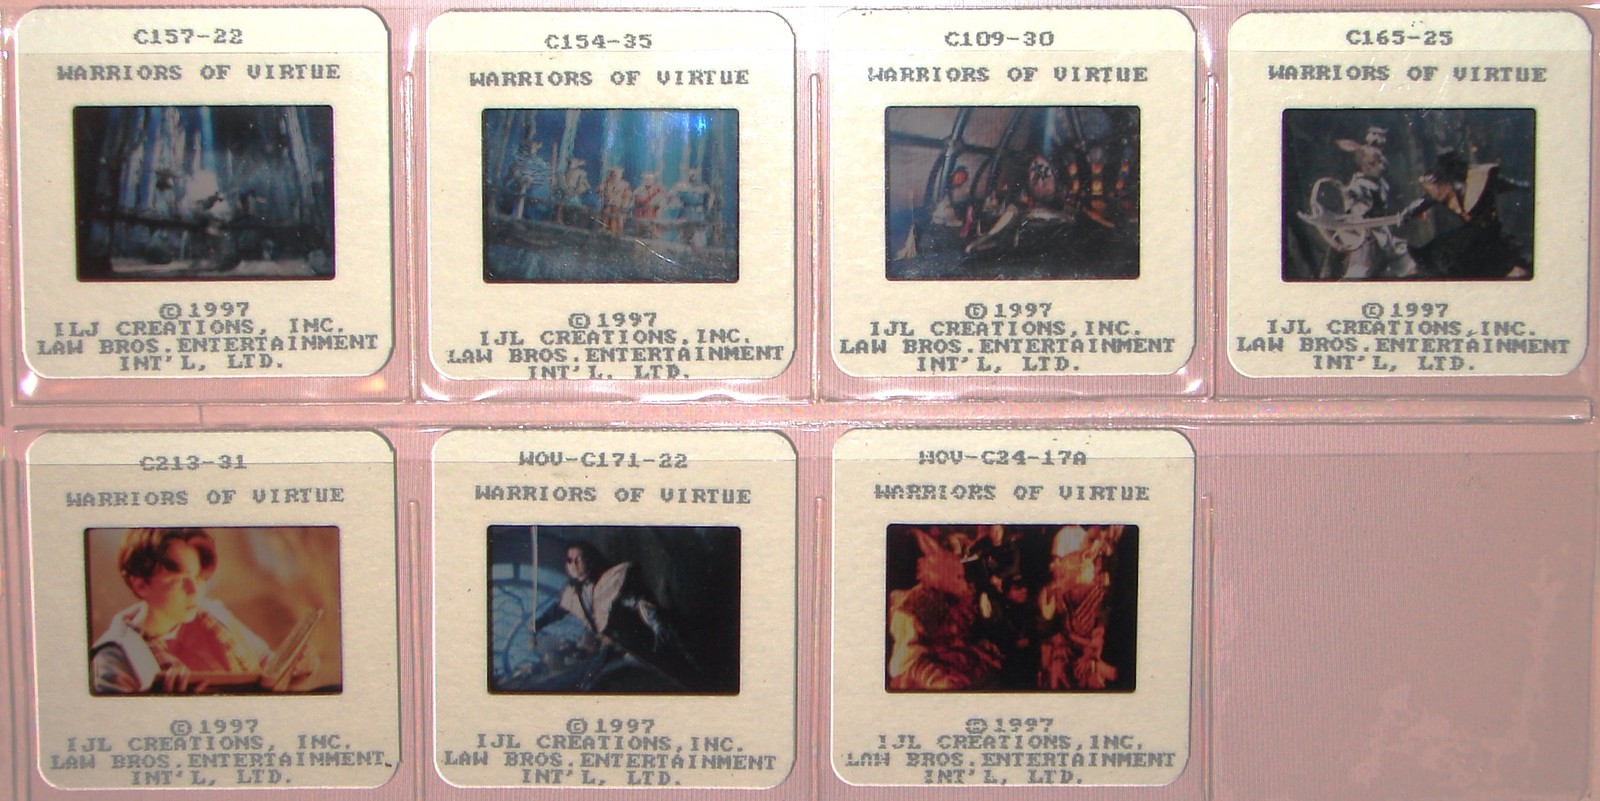 C157-22
WARRIORS OF VIRTUE
©1997
ILJ CREATIONS, INC.
LAW BROS.ENTERTAINMENT
INT'L, LTD.
C154-35
WARRIORS OF VIRTUE
©1997
IJL CREATIONS,INC.
LAW BROS.ENTERTAINMENT
INT'L, LTD.
C109-30
WARRIORS OF VIRTUE
©1997
IJL CREATIONS,INC.
LAW BROS.ENTERTAINMENT
INT'L, LTD.
C165-25
WARRIORS OF VIRTUE
©1997
IJL CREATIONS,INC.
LAW BROS.ENTERTAINMENT
INT'L, LTD.
C213-31
WARRIORS OF VIRTUE
©1997
IJL CREATIONS, INC.
LAW BROS.ENTERTAINMENT
INT'L, LTD.
WOV-C171-22
WARRIORS OF VIRTUE
©1997
IJL CREATIONS,INC.
LAW BROS.ENTERTAINMENT
INT'L, LTD.
WOV-C24-17A
WARRIORS OF VIRTUE
©1997
IJL CREATIONS,INC.
LAW BROS.ENTERTAINMENT
INT'L, LTD.